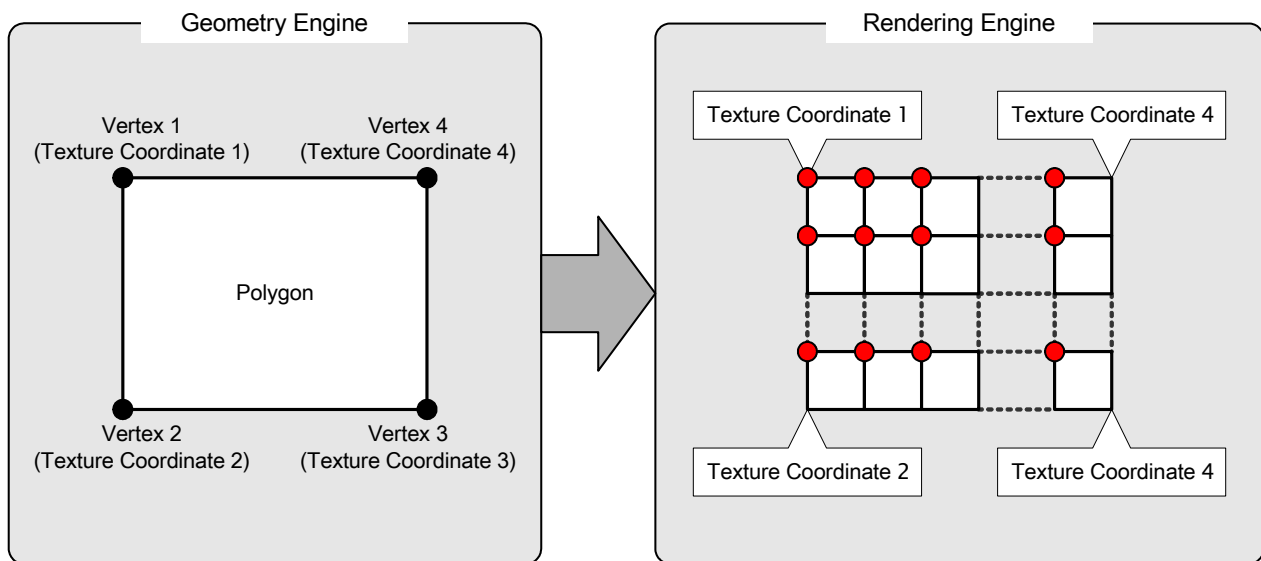 Geometry Engine
Vertex 1
(Texture Coordinate 1)
Vertex 4
(Texture Coordinate 4)
Polygon
Vertex 2
(Texture Coordinate 2)
Vertex 3
(Texture Coordinate 3)
Rendering Engine
Texture Coordinate 1
Texture Coordinate 4
Texture Coordinate 2
Texture Coordinate 4